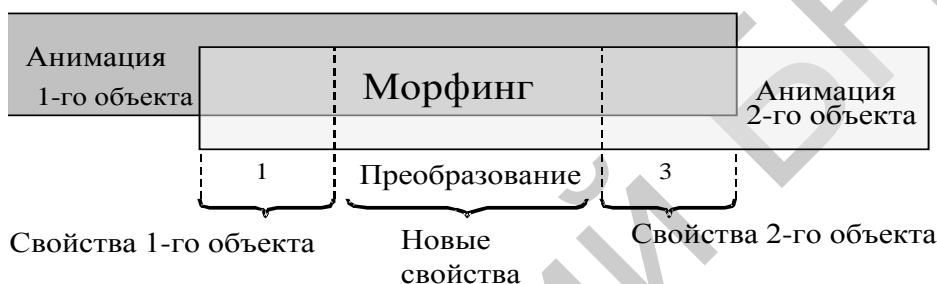 Анимация
1-го объекта
Морфинг
Анимация
2-го объекта
1
Преобразование
3
Свойства 1-го объекта
Новые
свойства
Свойства 2-го объекта